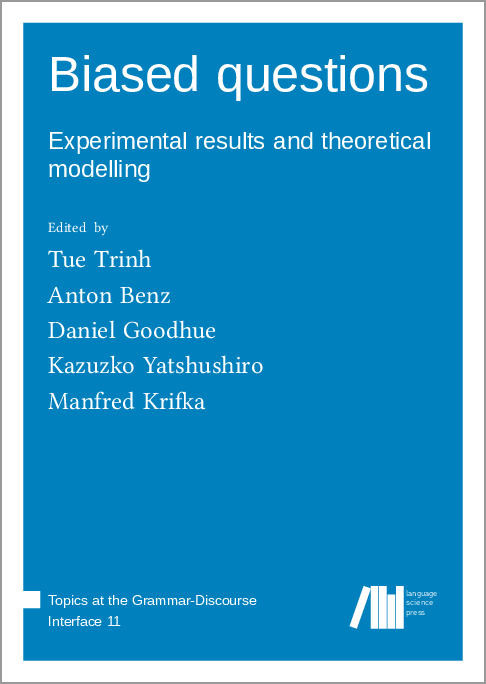 Biased questions
Experimental results and theoretical
modelling
Edited by
Tue Trinh
Anton Benz
Daniel Goodhue
Kazuzko Yatshushiro
Manfred Krifka
Topics at the Grammar-Discourse
Interface 11
language
science
press